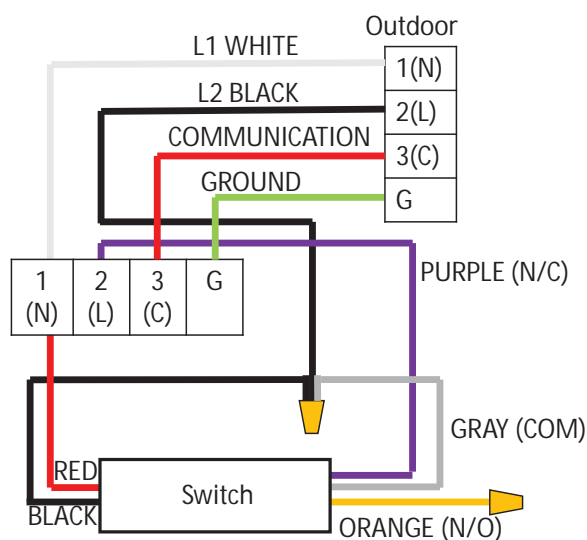 Outdoor
L1 WHITE
1(N)
L2 BLACK
2(L)
COMMUNICATION
3(C)
GROUND
G
PURPLE (N/C)
1
(N)
2
(L)
3
(C)
G
GRAY (COM)
RED
Switch
BLACK
ORANGE (N/O)